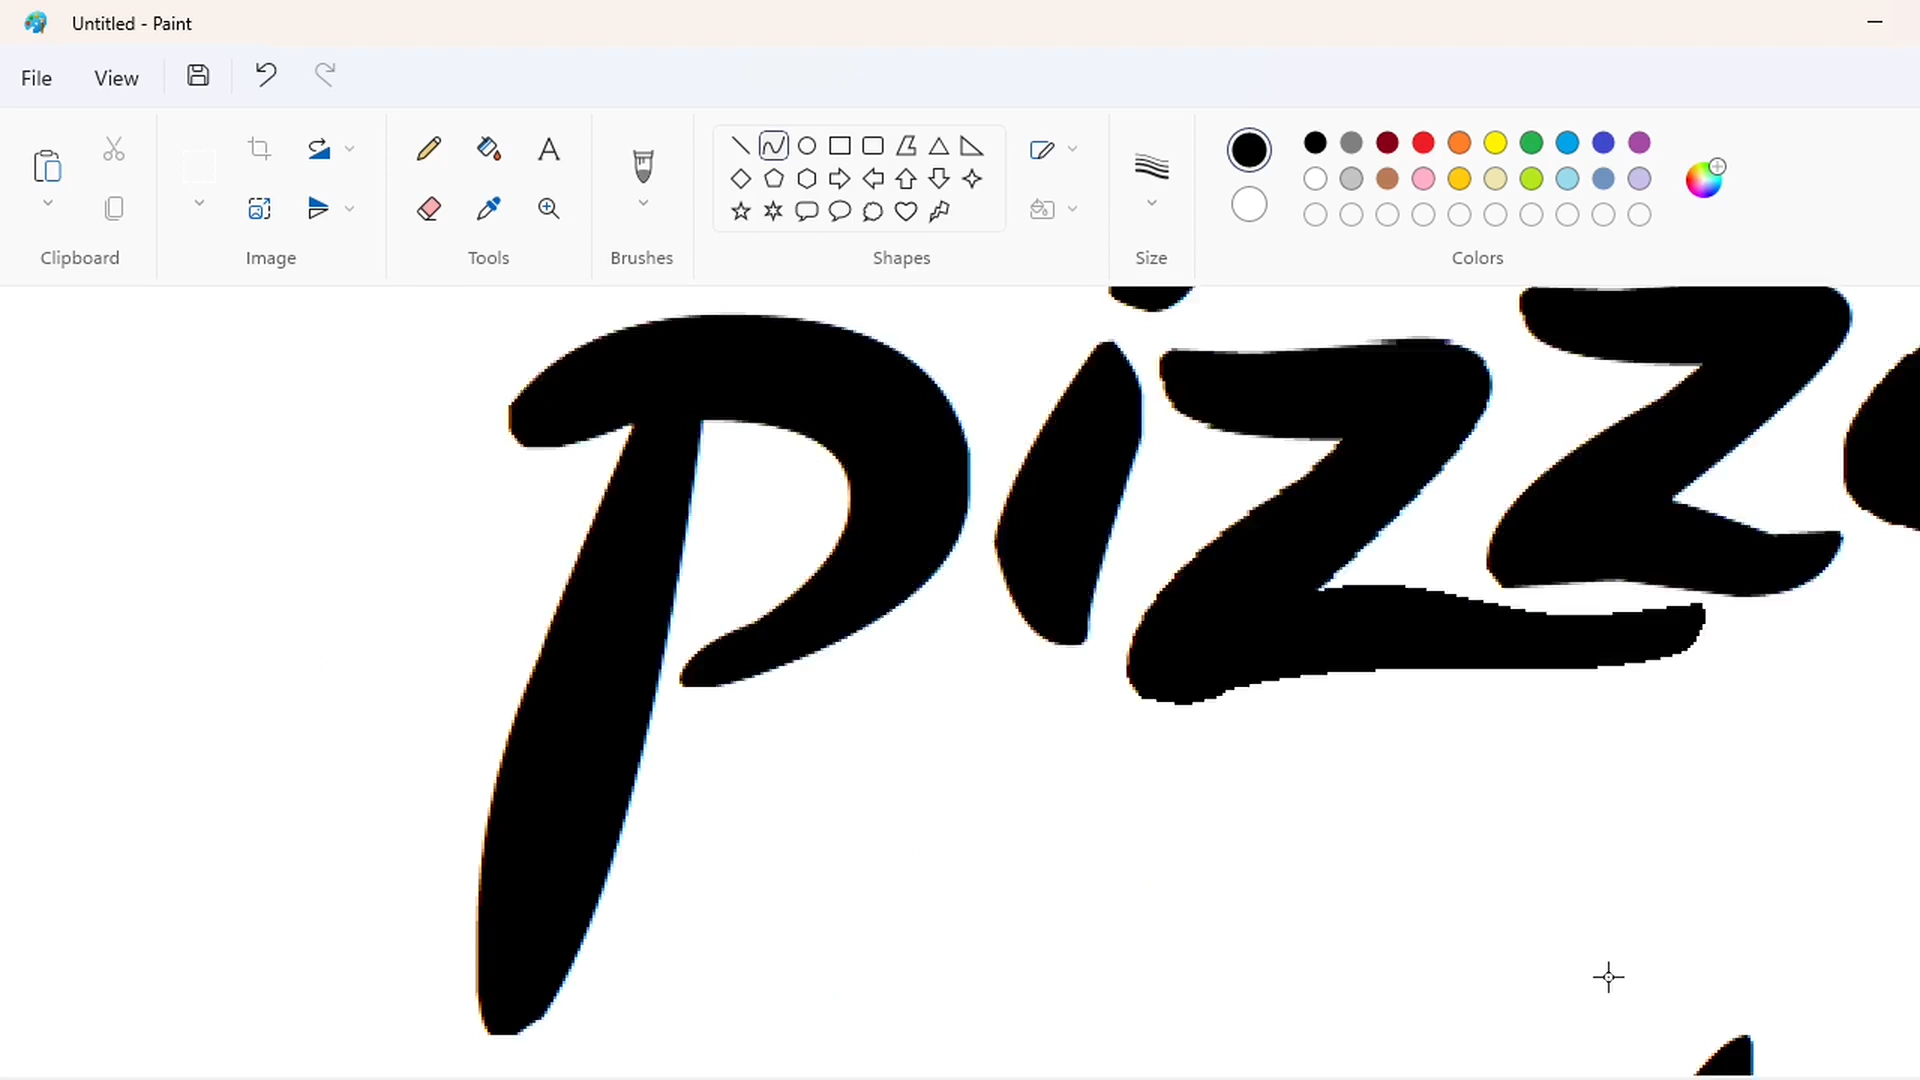 Untitled - Paint
File View
Clipboard Image Tools Brushes Shapes Size Colors
Pizz